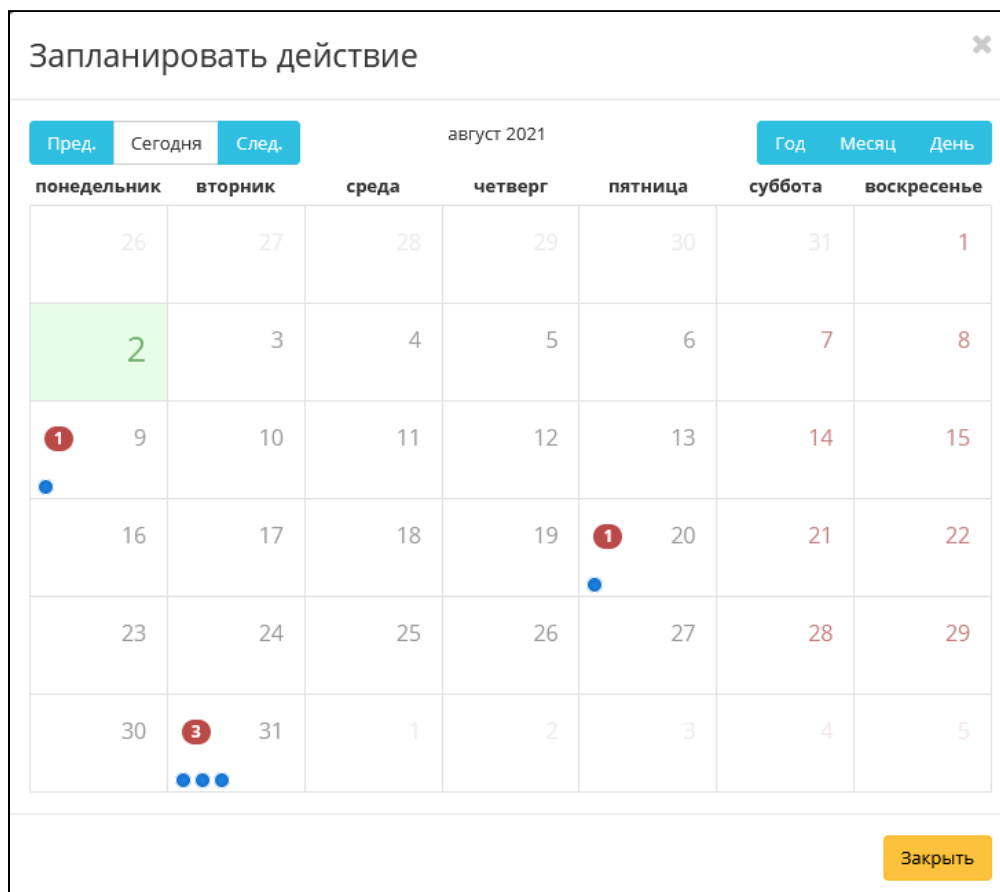 Запланировать действие
×
Пред. Сегодня След. август 2021 Год Месяц День
понедельник вторник среда четверг пятница суббота воскресенье
26 27 28 29 30 31 1
2 3 4 5 6 7 8
1 9 10 11 12 13 14 15
16 17 18 19 1 20 21 22
23 24 25 26 27 28 29
30 3 31 1 2 3 4 5
Закрыть